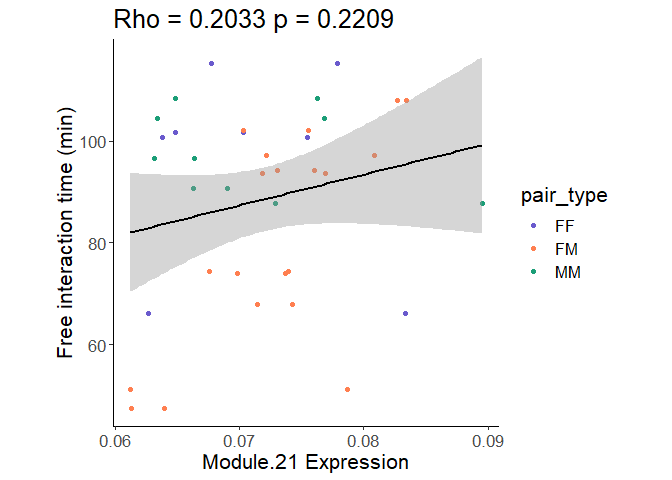 Rho = 0.2033 p = 0.2209
Free interaction time (min)
100
80
60
0.06 0.07 0.08 0.09
Module.21 Expression
pair_type
FF
FM
MM